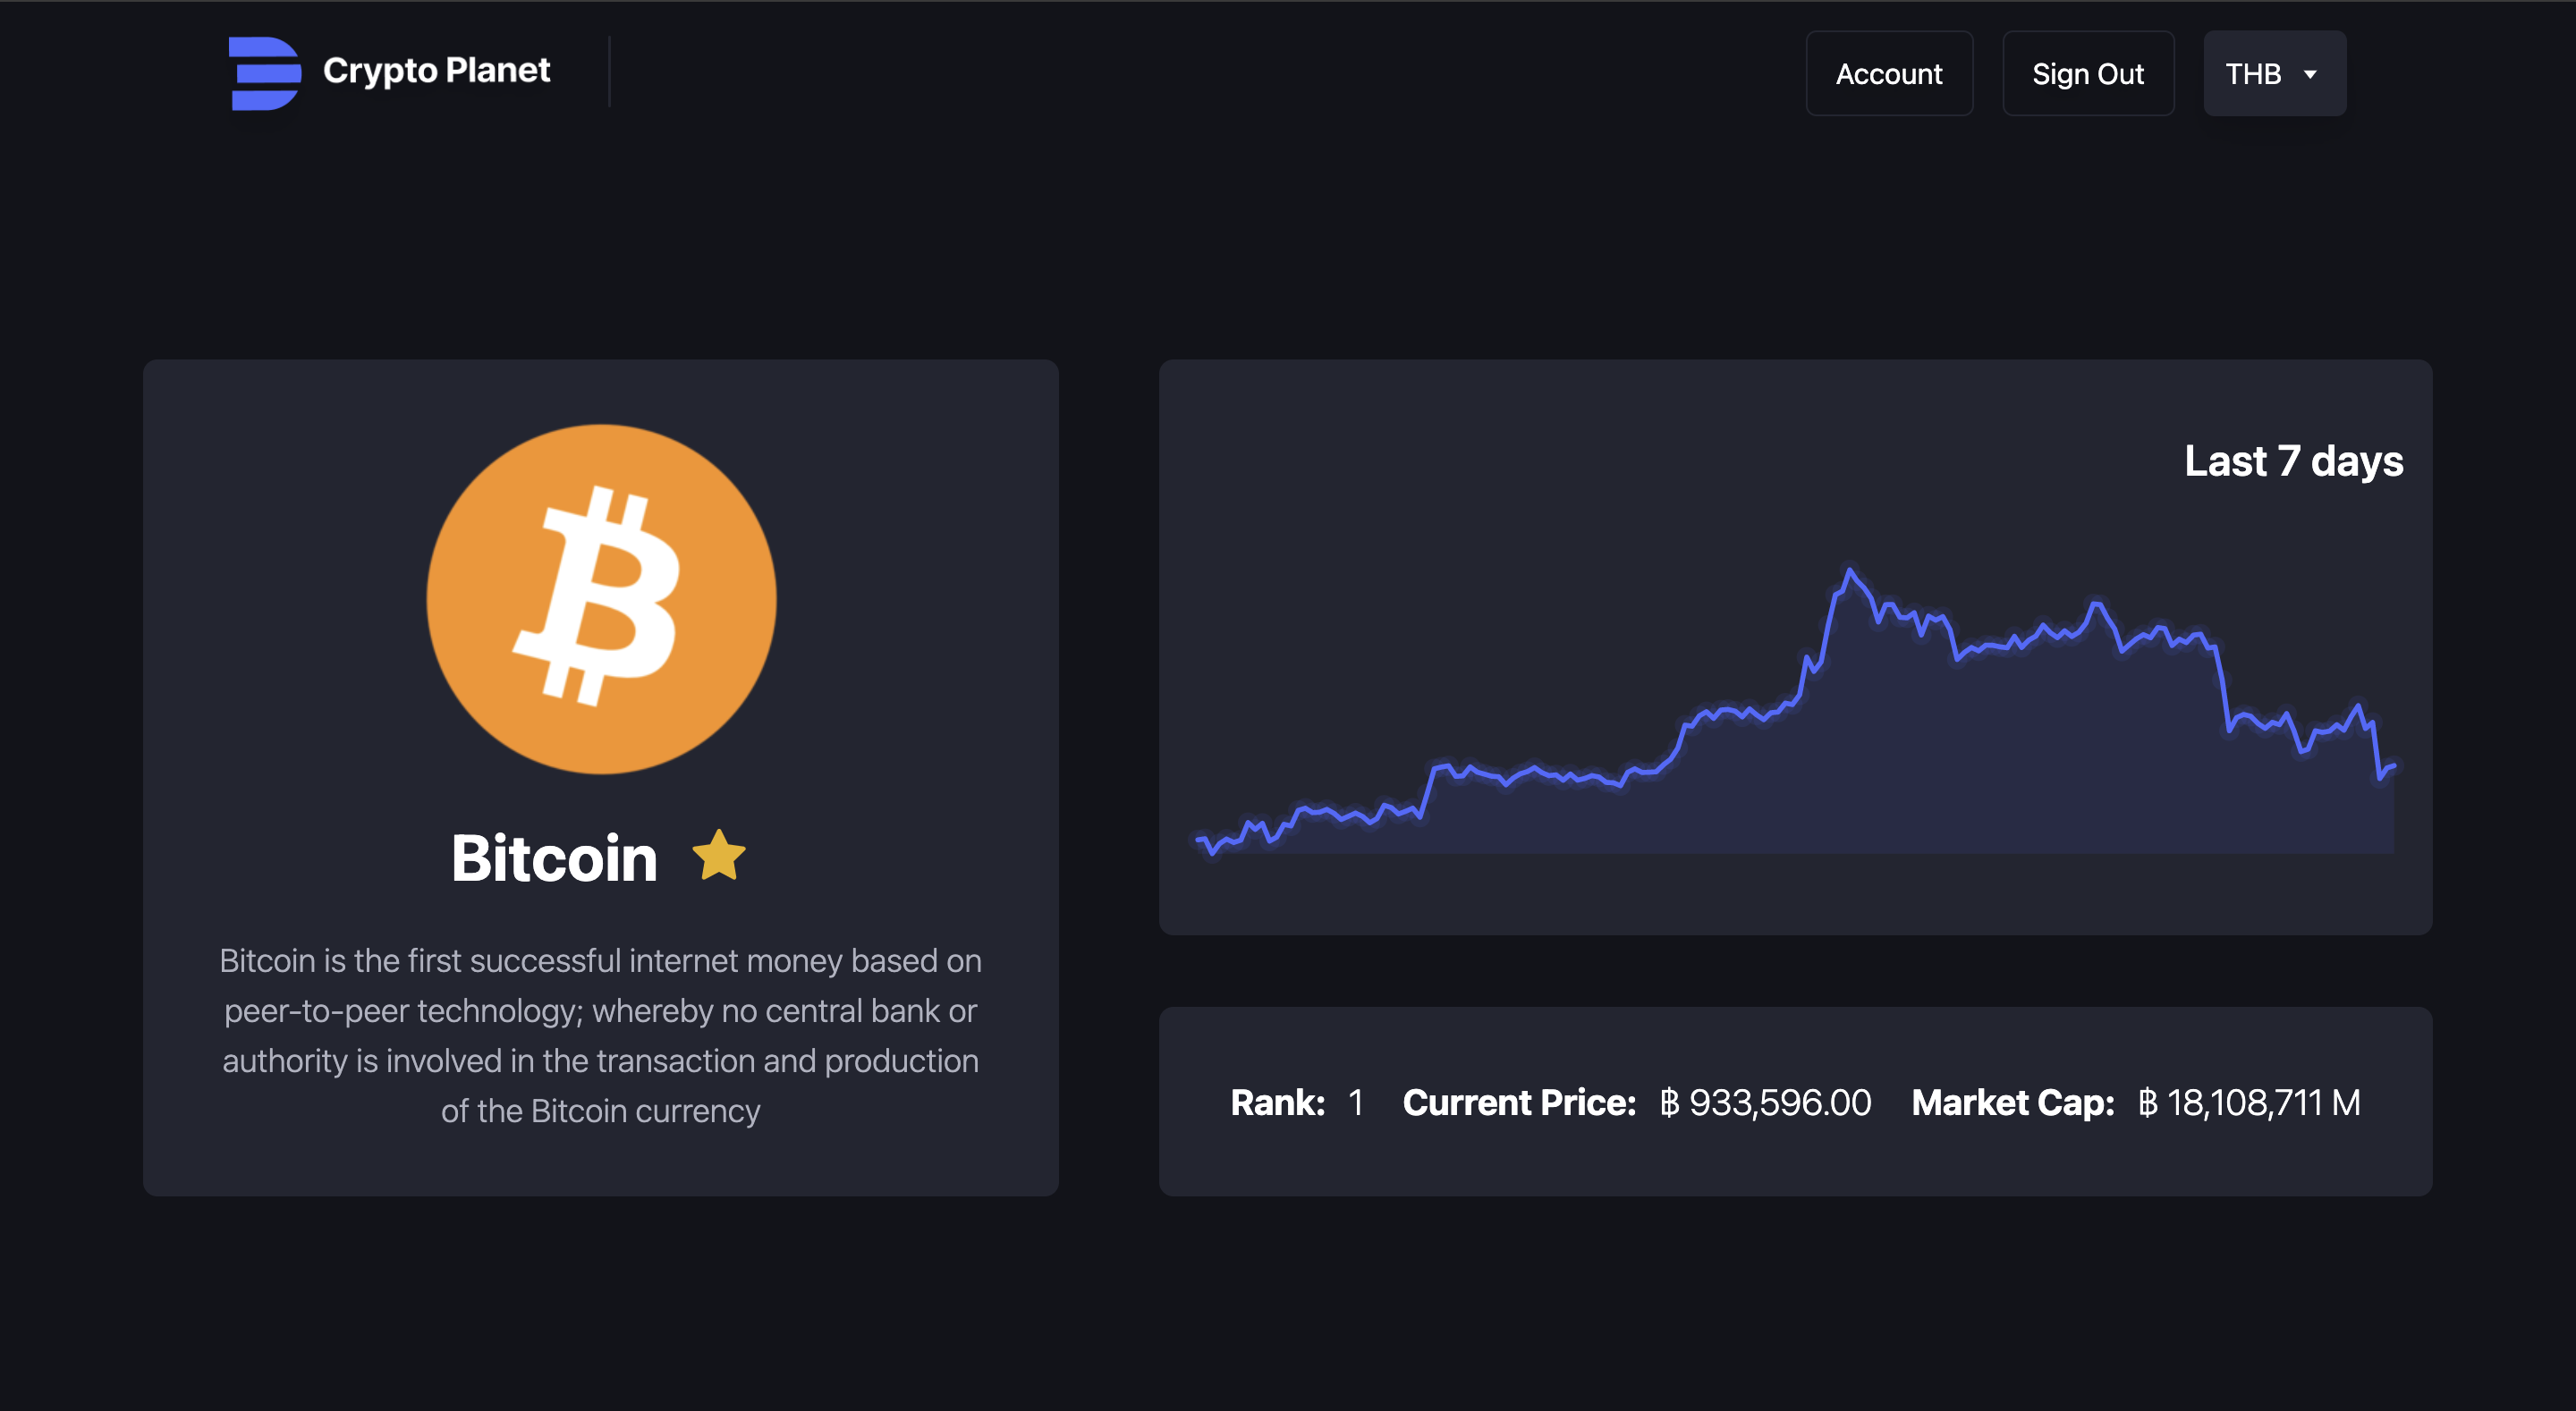 Crypto Planet
Account
Sign Out
THB
Bitcoin
Bitcoin is the first successful internet money based on
peer-to-peer technology; whereby no central bank or
authority is involved in the transaction and production
of the Bitcoin currency
Last 7 days
Rank: 1 Current Price: ฿ 933,596.00 Market Cap: ฿ 18,108,711 M